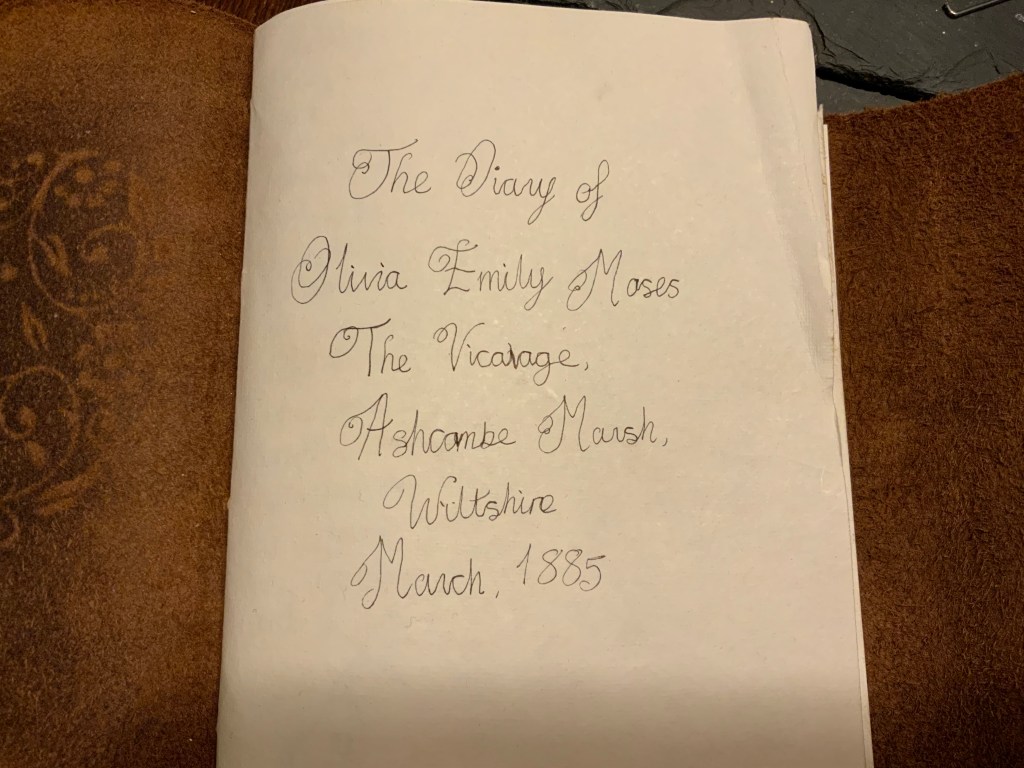 The Diary of
Olivia Emily Moses
The Vicarage,
Ashcombe Marsh,
Wiltshire
March, 1885